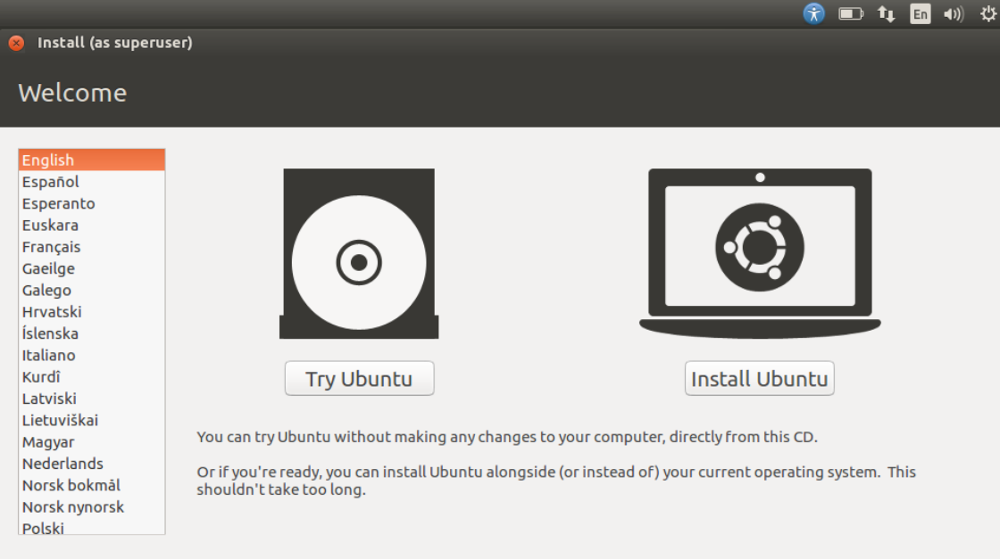 En
Install (as superuser)
Welcome
English
Español
Esperanto
Euskara
Français
Gaeilge
Galego
Hrvatski
Íslenska
Italiano
Kurdî
Latviski
Lietuviškai
Magyar
Nederlands
Norsk bokmål
Norsk nynorsk
Polski
Try Ubuntu
Install Ubuntu
You can try Ubuntu without making any changes to your computer, directly from this CD.
Or if you're ready, you can install Ubuntu alongside (or instead of) your current operating system.  This
shouldn't take too long.